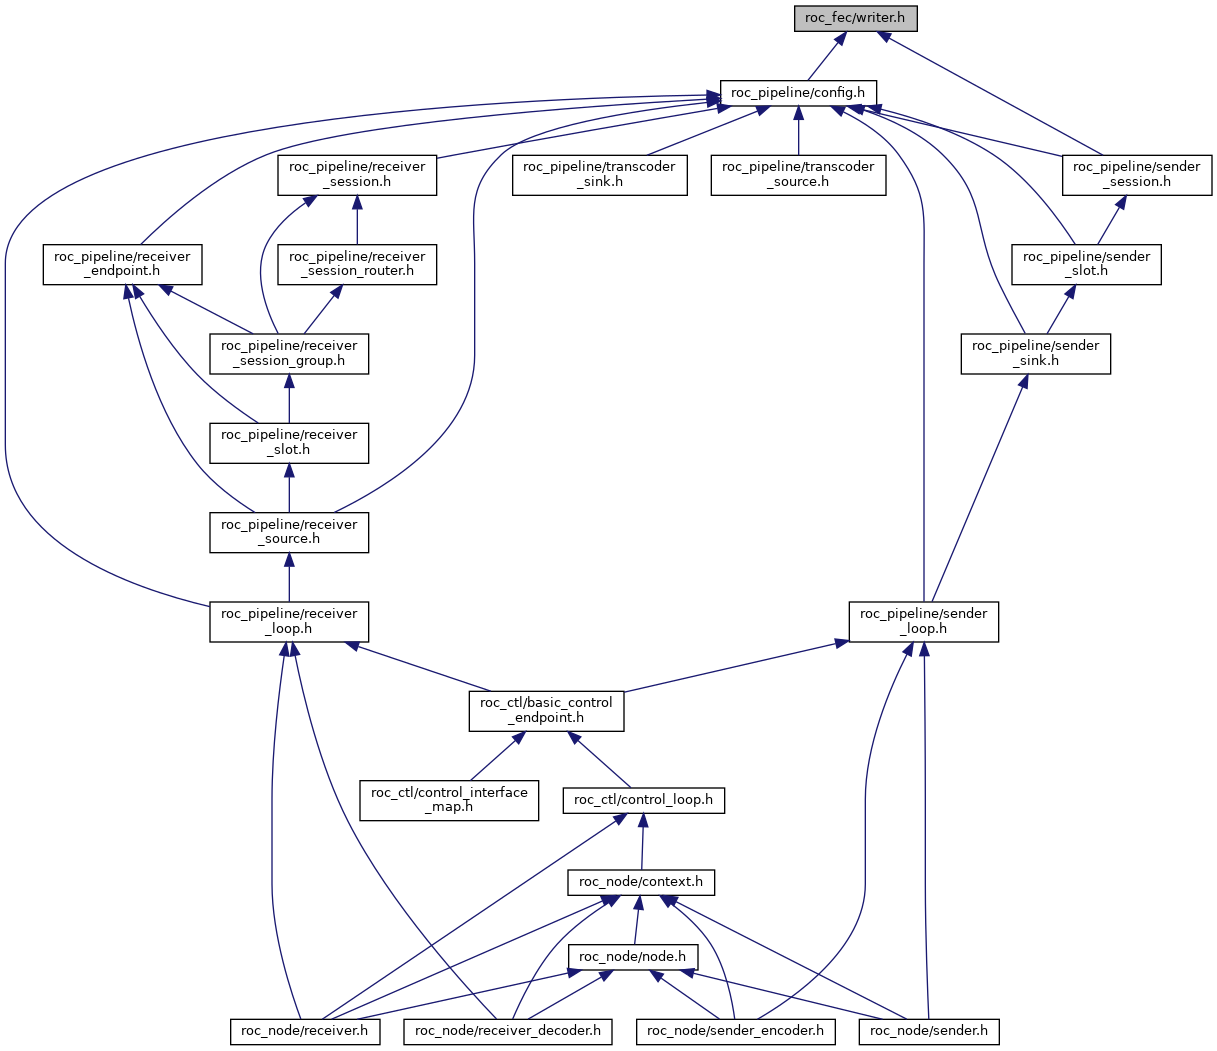 roc_fec/writer.h
roc_pipeline/config.h
roc_pipeline/receiver
_session.h
roc_pipeline/transcoder
_sink.h
roc_pipeline/transcoder
_source.h
roc_pipeline/sender
_session.h
roc_pipeline/receiver
_endpoint.h
roc_pipeline/receiver
_session_router.h
roc_pipeline/sender
_slot.h
roc_pipeline/receiver
_session_group.h
roc_pipeline/sender
_sink.h
roc_pipeline/receiver
_slot.h
roc_pipeline/receiver
_source.h
roc_pipeline/receiver
_loop.h
roc_pipeline/sender
_loop.h
roc_ctl/basic_control
_endpoint.h
roc_ctl/control_interface
_map.h
roc_ctl/control_loop.h
roc_node/context.h
roc_node/node.h
roc_node/receiver.h
roc_node/receiver_decoder.h
roc_node/sender_encoder.h
roc_node/sender.h